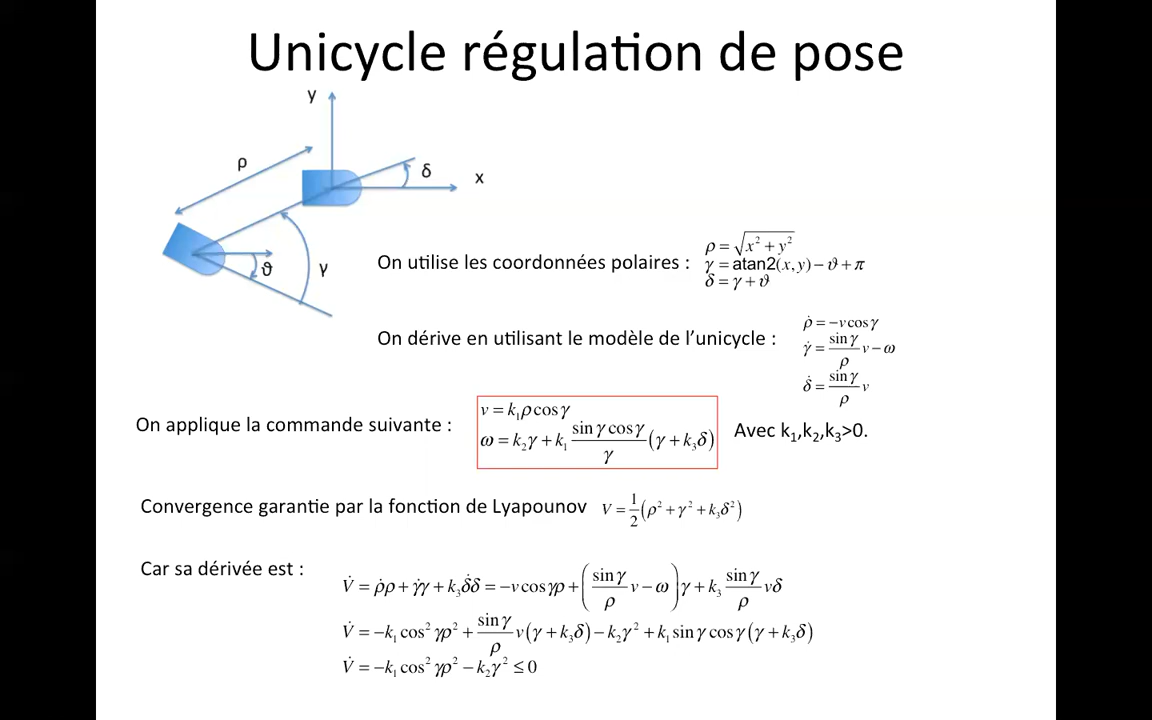 Unicycle régulation de pose
y
ρ
δ
x
ϑ
γ
On utilise les coordonnées polaires :
ρ = √(x² + y²)
γ = atan2(x, y) − ϑ + π
δ = γ + ϑ
On dérive en utilisant le modèle de l’unicycle :
ρ̇ = −v cos γ
γ̇ = (sin γ / ρ) v − ω
δ̇ = (sin γ / ρ) v
On applique la commande suivante :
v = k₁ρ cos γ
ω = k₂γ + k₁ (sin γ cos γ / γ) (γ + k₃δ)
Avec k₁,k₂,k₃>0.
Convergence garantie par la fonction de Lyapounov V = 1/2 (ρ² + γ² + k₃δ²)
Car sa dérivée est :
V̇ = ρ̇ρ + γ̇γ + k₃δ̇δ = −v cos γρ + (sin γ / ρ v − ω) γ + k₃ (sin γ / ρ) vδ
V̇ = −k₁ cos² γρ² + (sin γ / ρ) v(γ + k₃δ) − k₂γ² + k₁ sin γ cos γ (γ + k₃δ)
V̇ = −k₁ cos² γρ² − k₂γ² ≤ 0